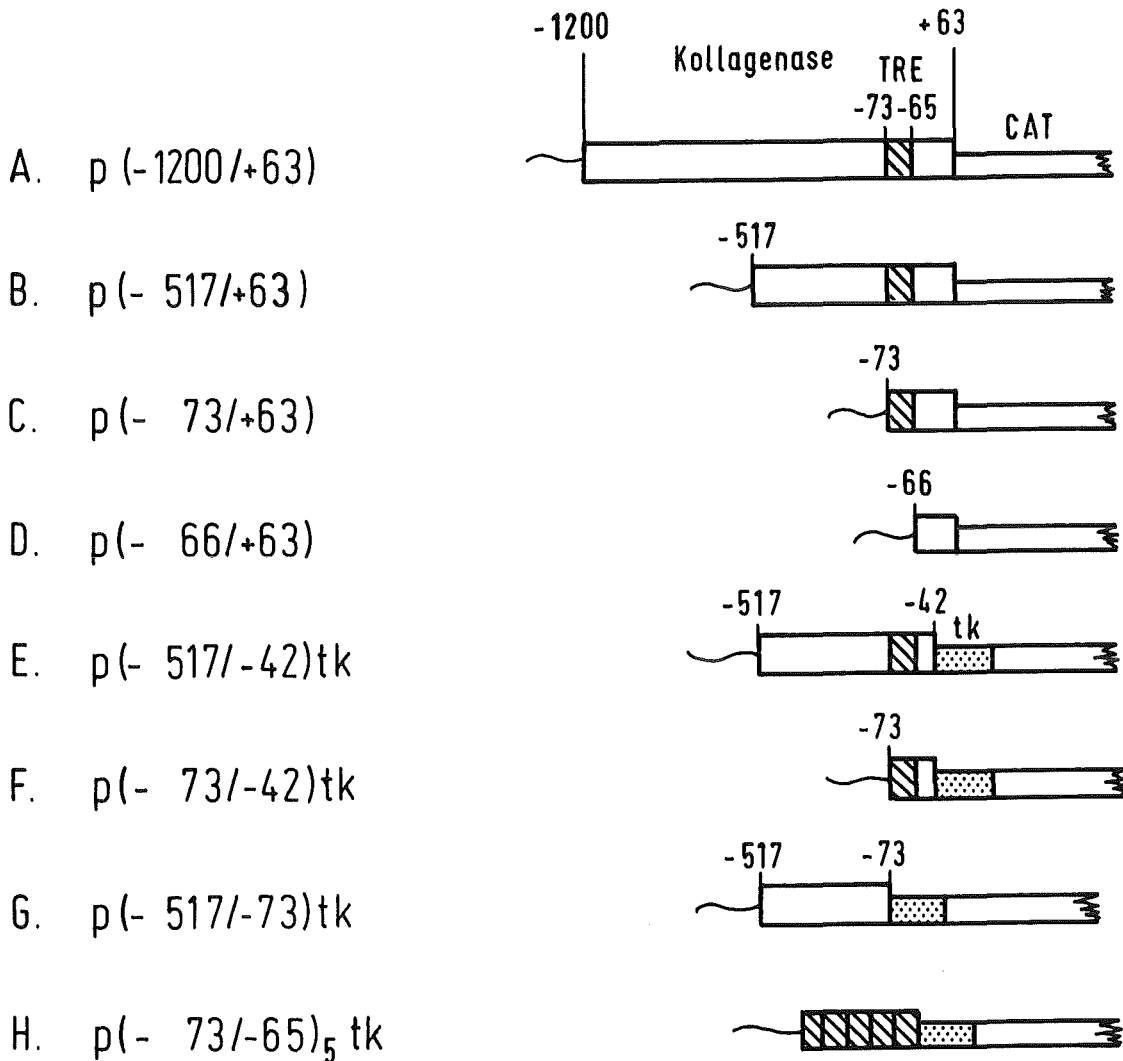 -1200
+63
Kollagenase
TRE
-73 -65
CAT
A. p (-1200/+63)
-517
B. p (- 517/+63)
-73
C. p (- 73/+63)
-66
D. p(- 66/+63)
-517 -42
tk
E. p(- 517/-42)tk
-73
F. p(- 73/-42)tk
-517 -73
G. p (- 517/-73)tk
H. p(- 73/-65)5 tk